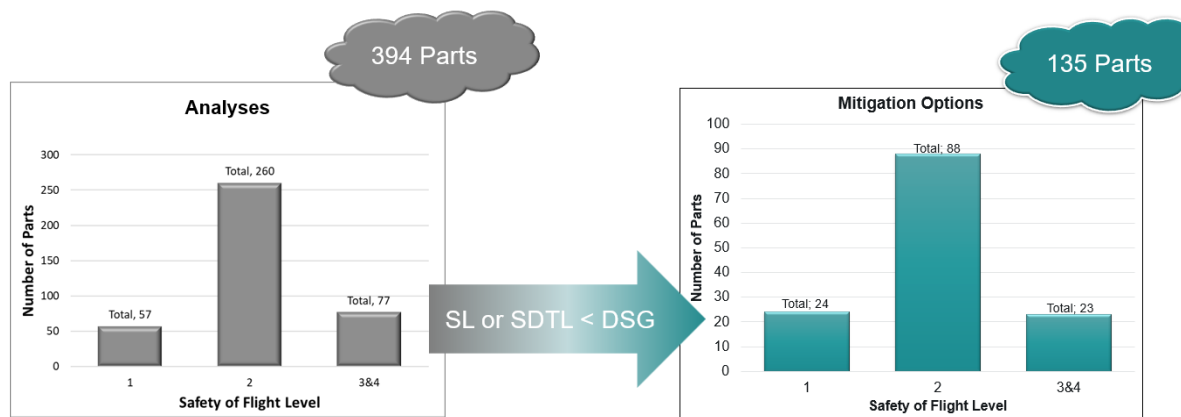 394 Parts
Analyses
Number of Parts
300
250
200
150
100
50
0
Total, 57
Total, 260
Total, 77
1 2 3&4
Safety of Flight Level
SL or SDTL < DSG
135 Parts
Mitigation Options
Number of Parts
100
90
80
70
60
50
40
30
20
10
0
Total; 24
Total; 88
Total; 23
1 2 3&4
Safety of Flight Level